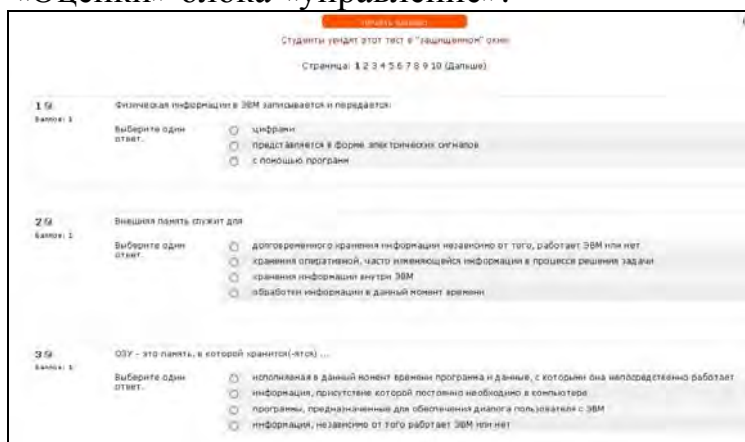 «Оценки» блока «управление».
Начать заново
Студенты увидят этот тест в "защищенном" окне
Страница: 1 2 3 4 5 6 7 8 9 10 (Дальше)
1
Физическая информации в ЭВМ записывается и передается:
Баллов: 1
Выберите один ответ.
цифрами
представляется в форме электрических сигналов
с помощью программ
2
Внешняя память служит для
Баллов: 1
Выберите один ответ.
долговременного хранения информации независимо от того, работает ЭВМ или нет
хранения оперативной, часто изменяющейся информации в процессе решения задачи
хранения информации внутри ЭВМ
обработки информации в данный момент времени
3
ОЗУ - это память, в которой хранится(-ятся) ...
Баллов: 1
Выберите один ответ.
исполняемая в данный момент времени программа и данные, с которыми она непосредственно работает
информация, присутствие которой постоянно необходимо в компьютере
программы, предназначенные для обеспечения диалога пользователя с ЭВМ
информация, независимо от того работает ЭВМ или нет